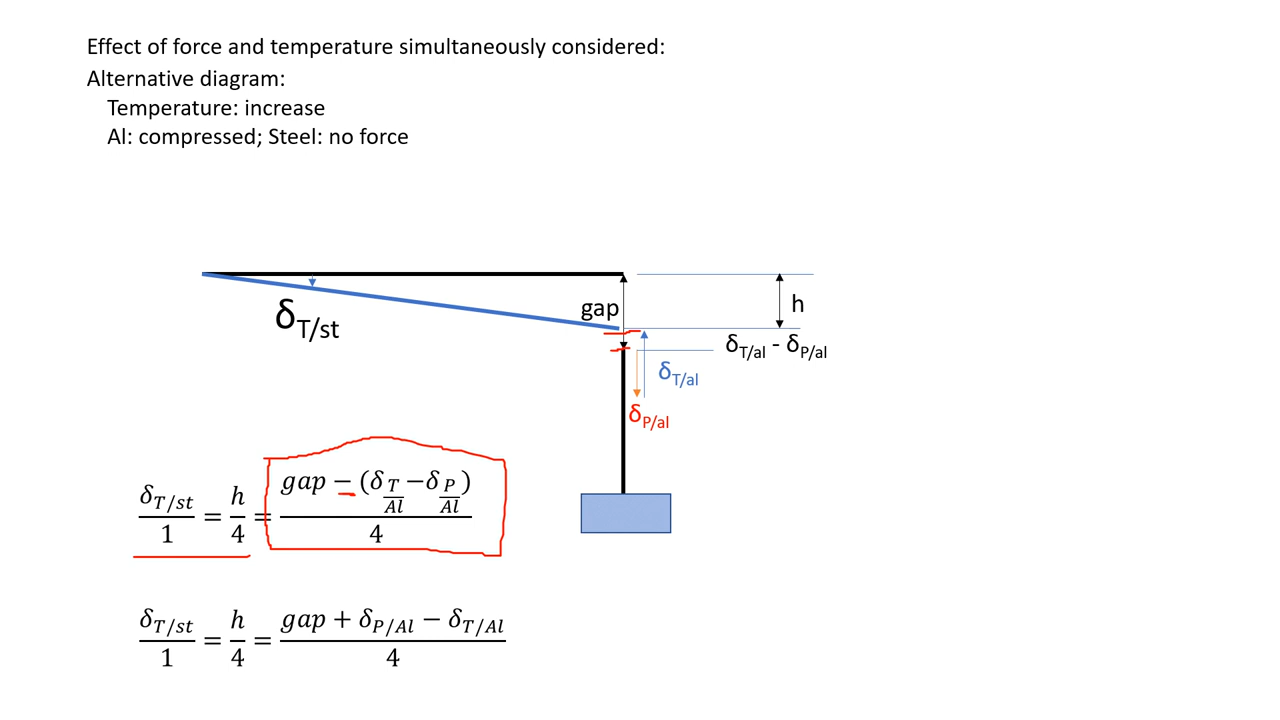 Effect of force and temperature simultaneously considered:
Alternative diagram:
Temperature: increase
Al: compressed; Steel: no force
gap
h
δT/st
δT/al - δP/al
δT/al
δP/al
δT/st / 1 = h / 4 = gap − (δT/Al − δP/Al) / 4
δT/st / 1 = h / 4 = gap + δP/Al − δT/Al / 4